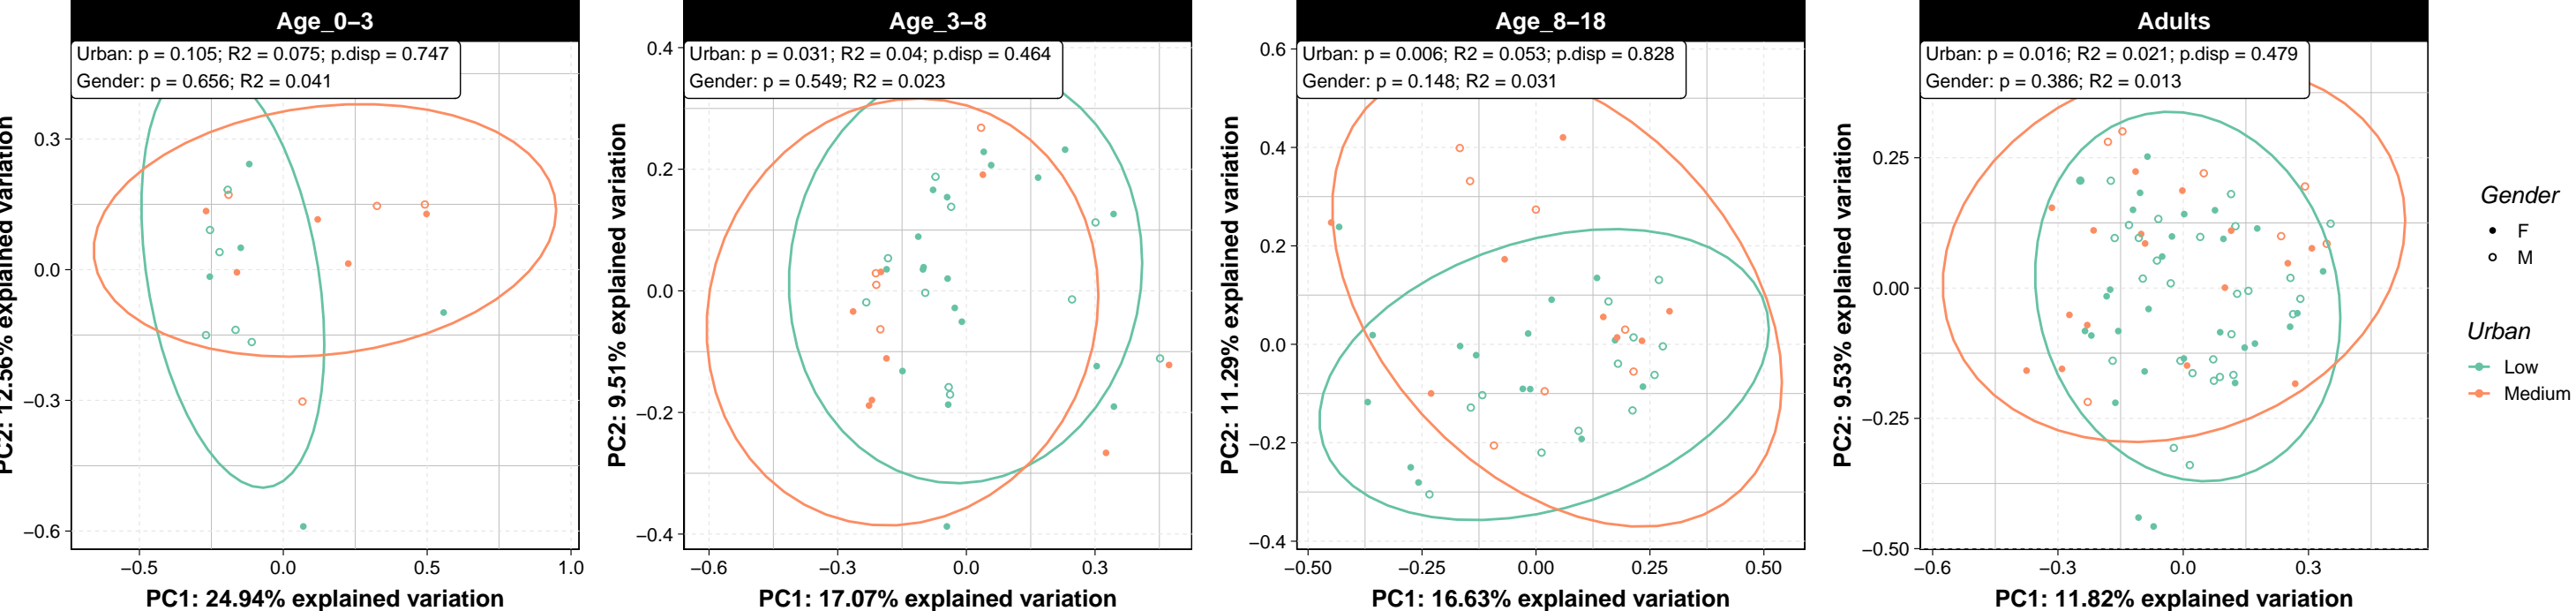 Age_0–3
Urban: p = 0.105; R2 = 0.075; p.disp = 0.747
Gender: p = 0.656; R2 = 0.041
0.3
0.0
−0.3
−0.6
−0.5
0.0
0.5
1.0
PC2: 12.56% explained variation
PC1: 24.94% explained variation
Age_3–8
Urban: p = 0.031; R2 = 0.04; p.disp = 0.464
Gender: p = 0.549; R2 = 0.023
0.4
0.2
0.0
−0.2
−0.4
−0.6
−0.3
0.0
0.3
PC2: 9.51% explained variation
PC1: 17.07% explained variation
Age_8–18
Urban: p = 0.006; R2 = 0.053; p.disp = 0.828
Gender: p = 0.148; R2 = 0.031
0.6
0.4
0.2
0.0
−0.2
−0.4
−0.50
−0.25
0.00
0.25
0.50
PC2: 11.29% explained variation
PC1: 16.63% explained variation
Adults
Urban: p = 0.016; R2 = 0.021; p.disp = 0.479
Gender: p = 0.386; R2 = 0.013
0.25
0.00
−0.25
−0.50
−0.6
−0.3
0.0
0.3
PC2: 9.53% explained variation
PC1: 11.82% explained variation
Gender
F
M
Urban
Low
Medium